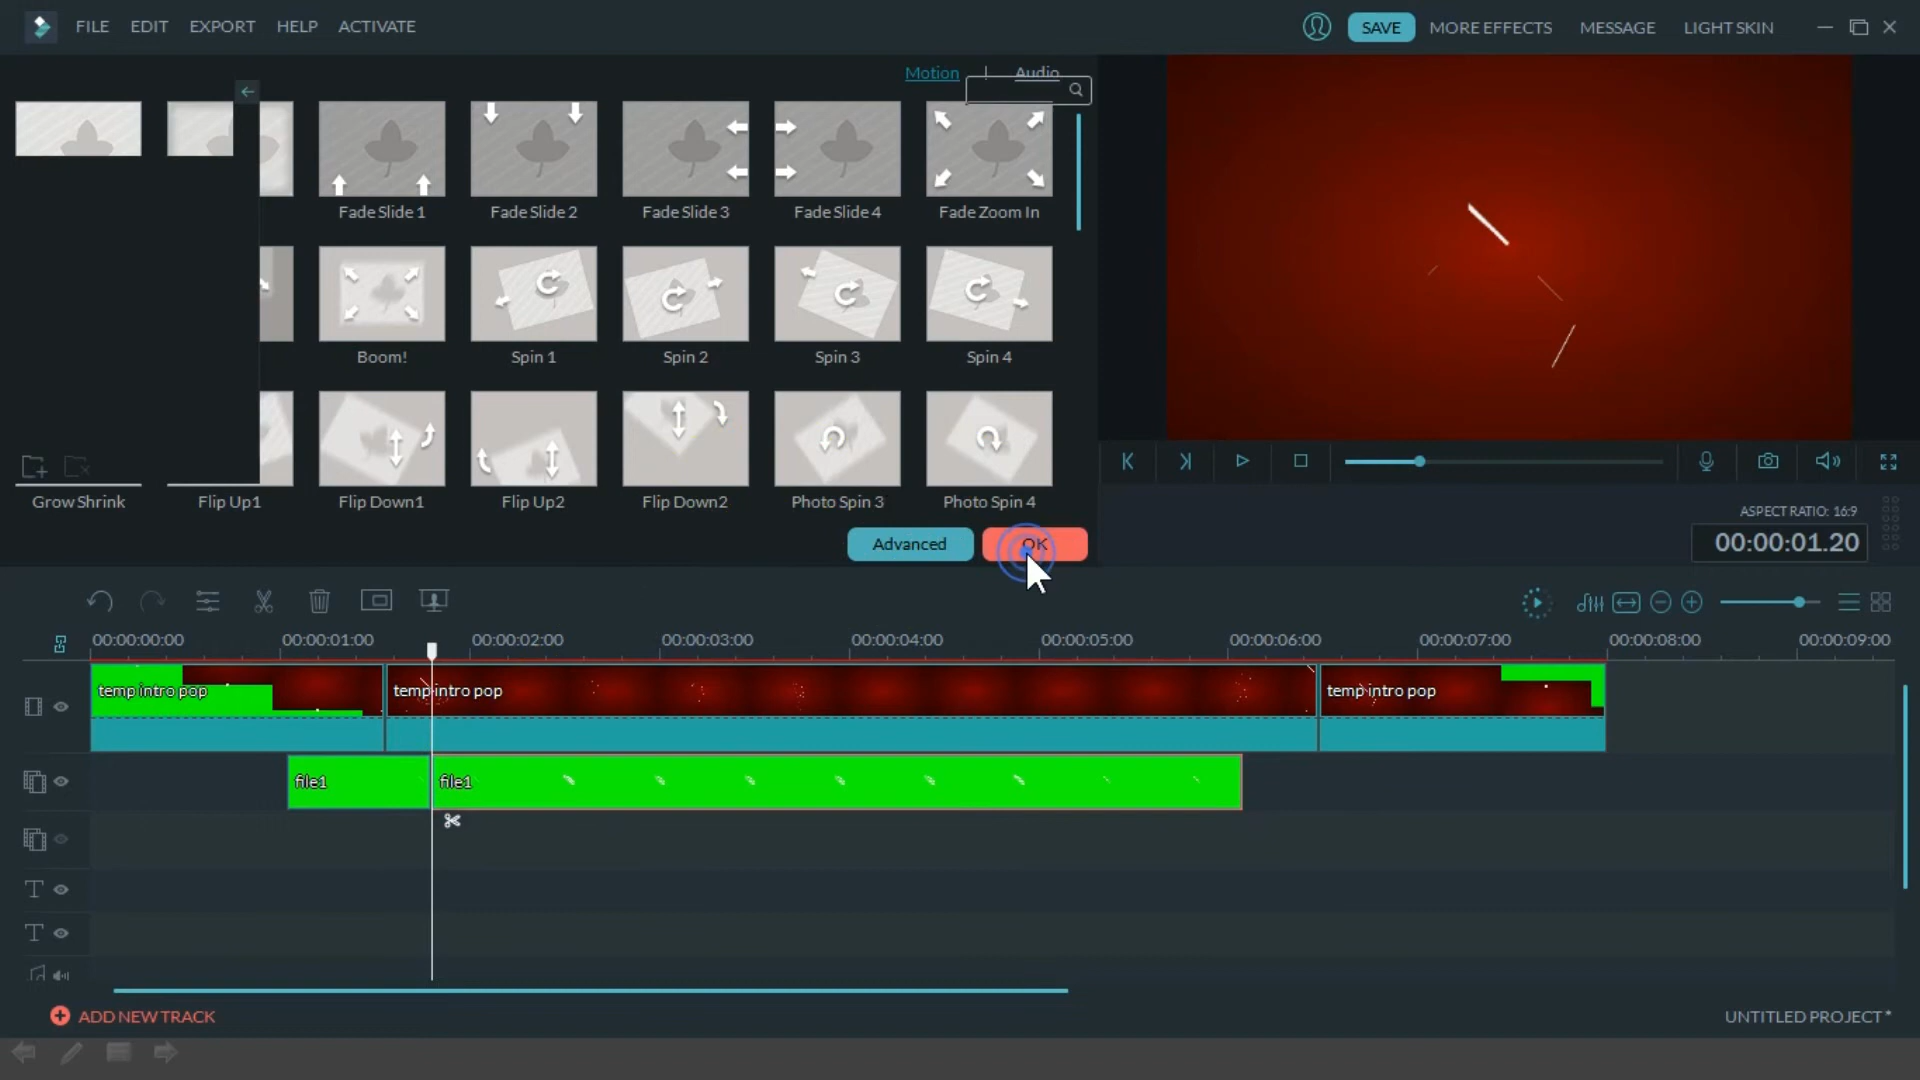 FILE EDIT EXPORT HELP ACTIVATE SAVE MORE EFFECTS MESSAGE LIGHT SKIN
Motion | Audio
Fade Slide 1 Fade Slide 2 Fade Slide 3 Fade Slide 4 Fade Zoom In
Boom! Spin 1 Spin 2 Spin 3 Spin 4
Grow Shrink Flip Up1 Flip Down1 Flip Up2 Flip Down2 Photo Spin 3 Photo Spin 4
ASPECT RATIO: 16:9
Advanced OK 00:00:01.20
00:00:00:00 00:00:01:00 00:00:02:00 00:00:03:00 00:00:04:00 00:00:05:00 00:00:06:00 00:00:07:00 00:00:08:00 00:00:09:00
temp intro pop temp intro pop temp intro pop
file1 file1
T
T
ADD NEW TRACK UNTITLED PROJECT*